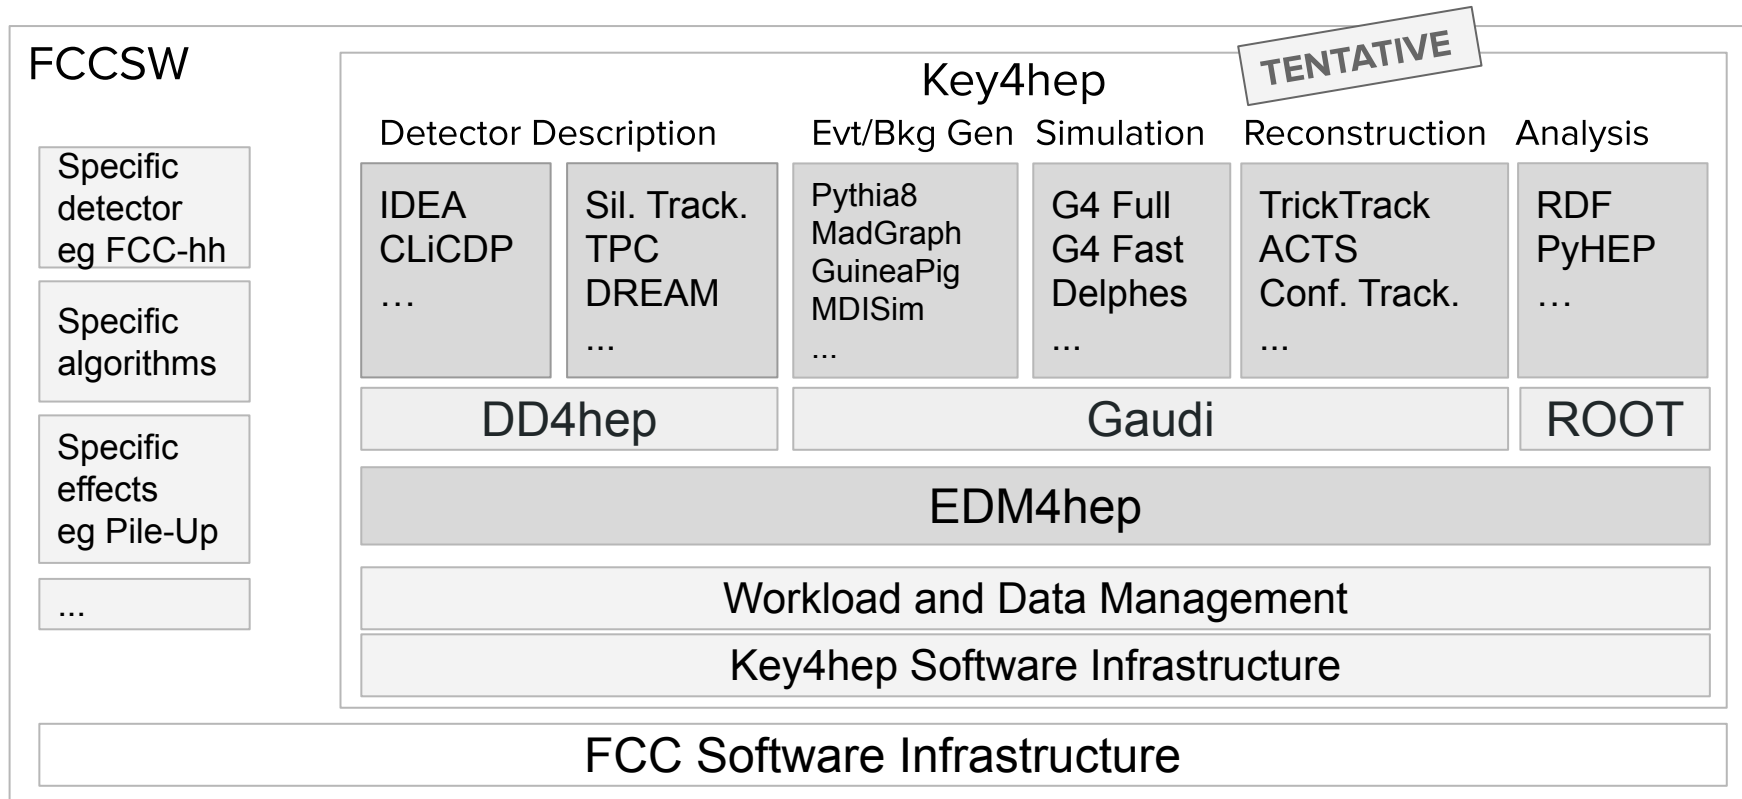 FCCSW
Key4hep
TENTATIVE
Specific
detector
eg FCC-hh
Specific
algorithms
Specific
effects
eg Pile-Up
...
Detector Description
Evt/Bkg Gen
Simulation
Reconstruction
Analysis
IDEA
CLiCDP
…
Sil. Track.
TPC
DREAM
...
Pythia8
MadGraph
GuineaPig
MDISim
...
G4 Full
G4 Fast
Delphes
...
TrickTrack
ACTS
Conf. Track.
...
RDF
PyHEP
…
DD4hep
Gaudi
ROOT
EDM4hep
Workload and Data Management
Key4hep Software Infrastructure
FCC Software Infrastructure